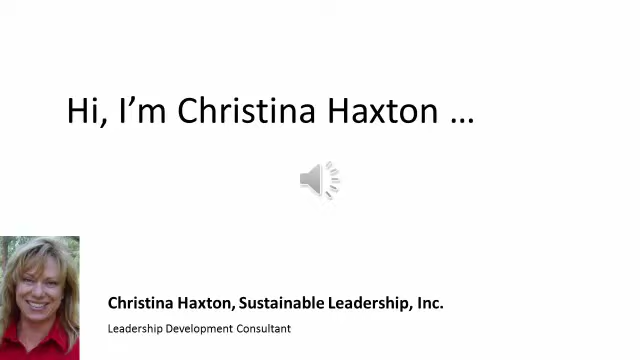 Hi, I’m Christina Haxton …
Christina Haxton, Sustainable Leadership, Inc.
Leadership Development Consultant